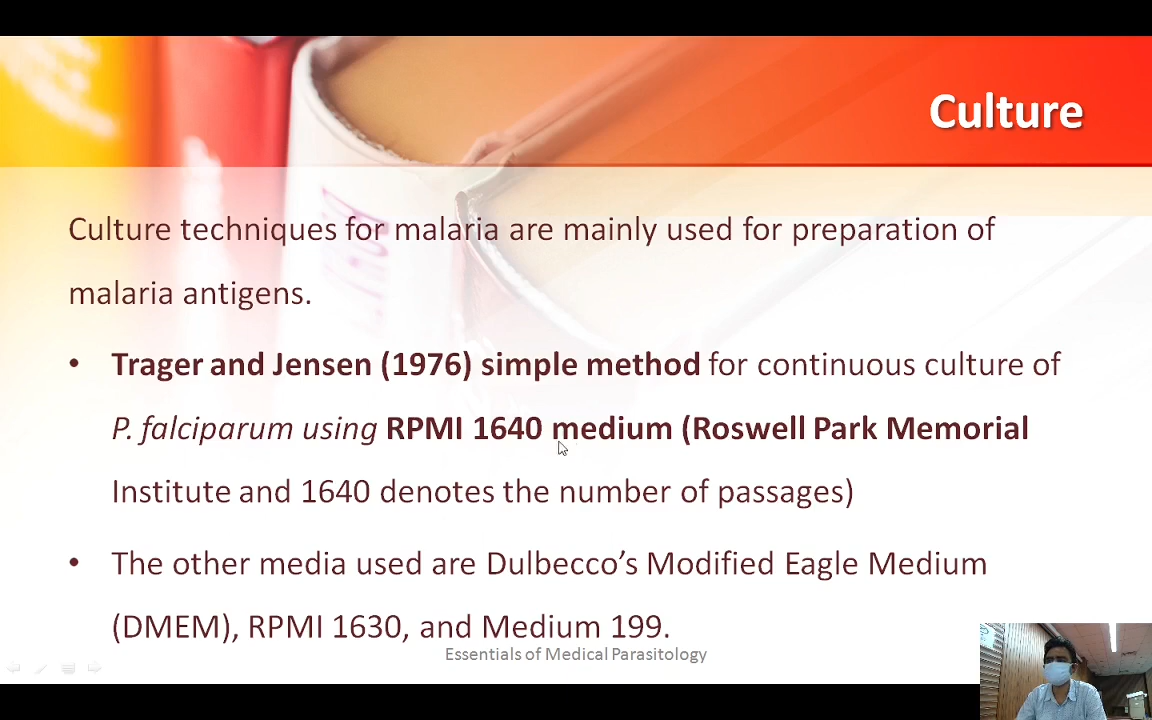 Culture
Culture techniques for malaria are mainly used for preparation of
malaria antigens.
• Trager and Jensen (1976) simple method for continuous culture of
P. falciparum using RPMI 1640 medium (Roswell Park Memorial
Institute and 1640 denotes the number of passages)
• The other media used are Dulbecco’s Modified Eagle Medium
(DMEM), RPMI 1630, and Medium 199.
Essentials of Medical Parasitology